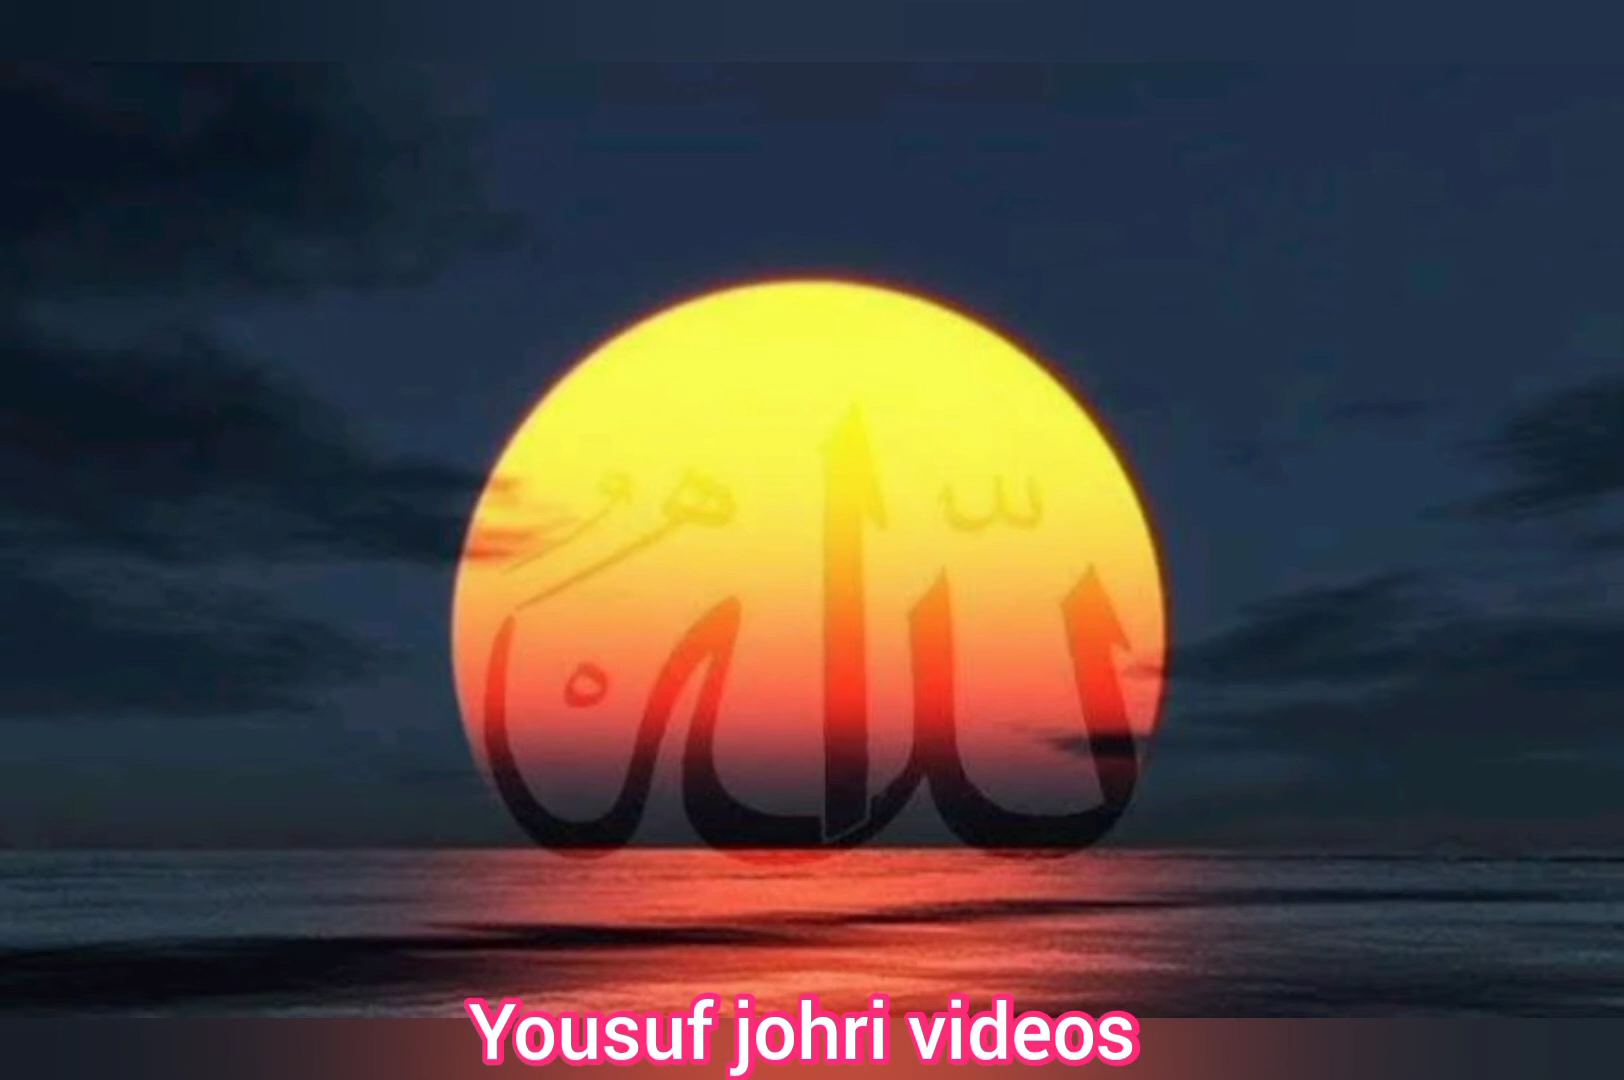 الله
Yousuf johri videos